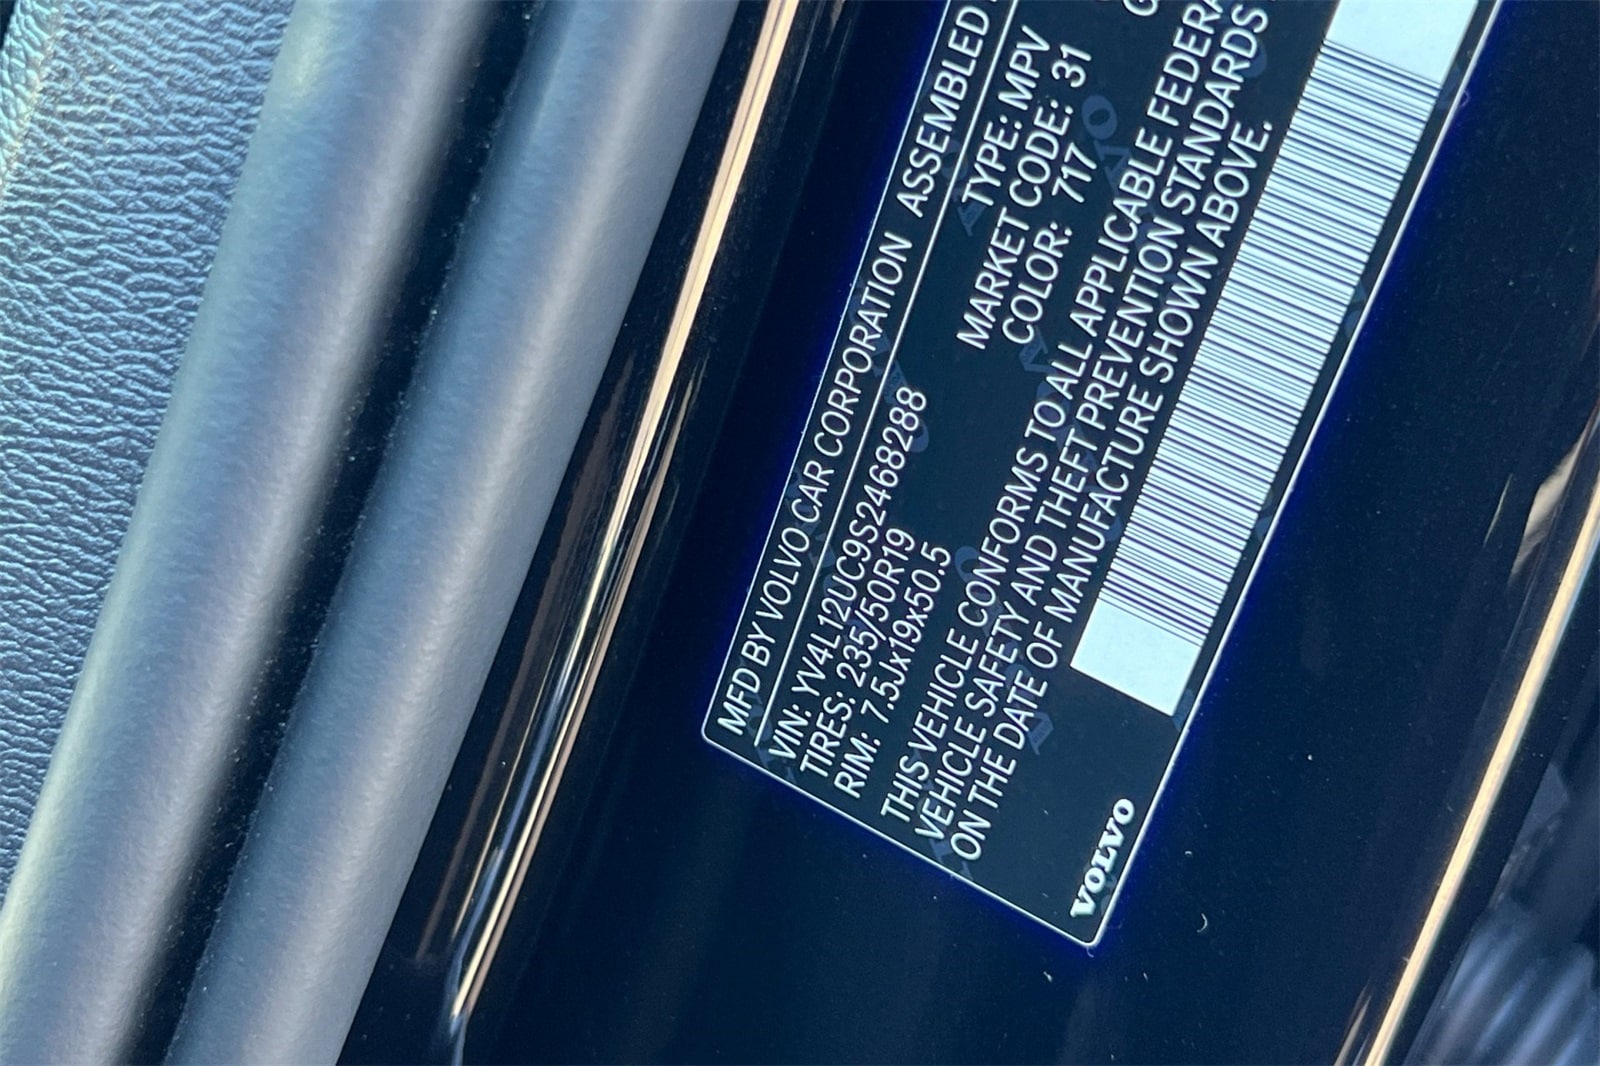 MFD BY VOLVO CAR CORPORATION ASSEMBLED
VIN: YV4L12UC9S2468288 TYPE: MPV
TIRES: 235/50R19 MARKET CODE: 31
RIM: 7.5Jx19x50.5 COLOR: 717
THIS VEHICLE CONFORMS TO ALL APPLICABLE
VEHICLE SAFETY AND THEFT PREVENTION STANDARDS
ON THE DATE OF MANUFACTURE SHOWN ABOVE.
VOLVO